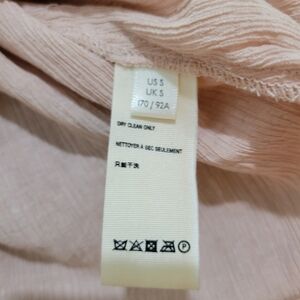 US S
UK S
170 / 92A
DRY CLEAN ONLY
NETTOYER A SEC SEULEMENT
只能干洗
P